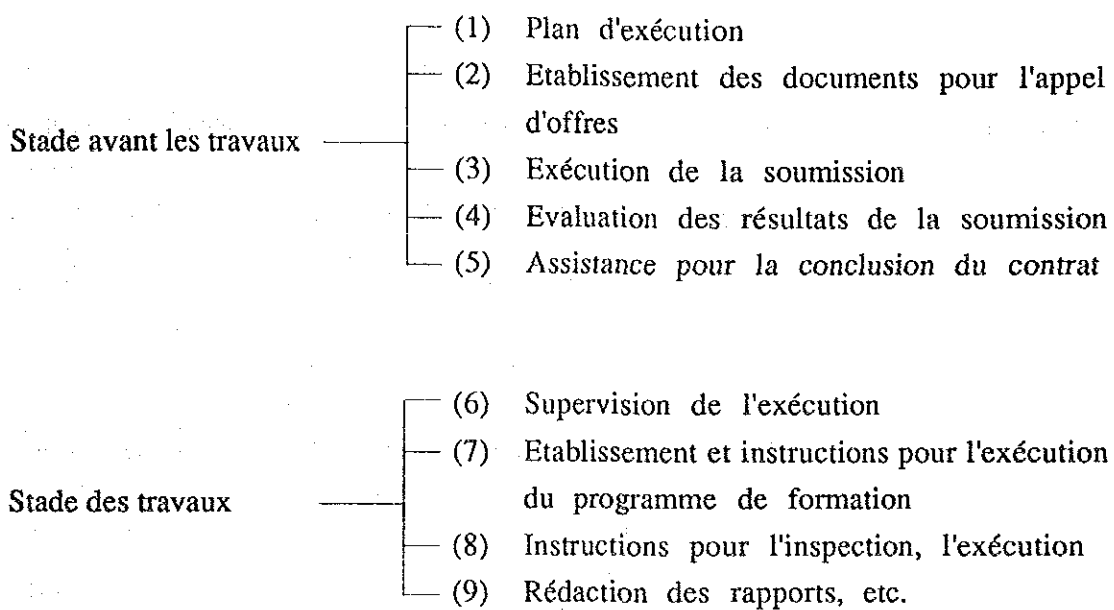 (1) Plan d'exécution
(2) Etablissement des documents pour l'appel
d'offres
Stade avant les travaux
(3) Exécution de la soumission
(4) Evaluation des résultats de la soumission
(5) Assistance pour la conclusion du contrat
(6) Supervision de l'exécution
(7) Etablissement et instructions pour l'exécution
du programme de formation
Stade des travaux
(8) Instructions pour l'inspection, l'exécution
(9) Rédaction des rapports, etc.